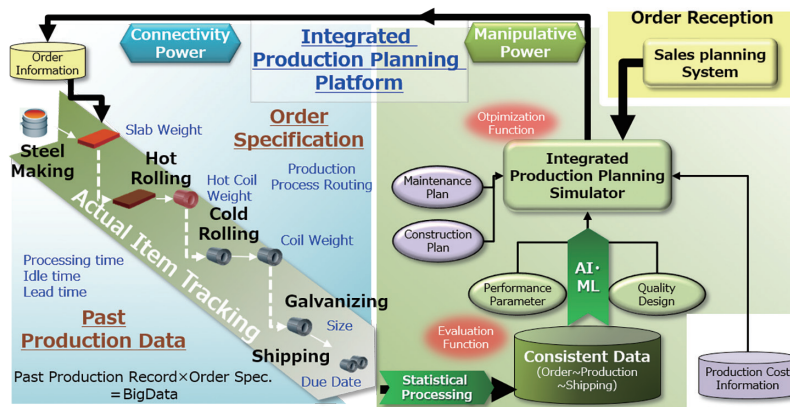 Order Reception
Connectivity
Power
Integrated
Production Planning
Platform
Manipulative
Power
Sales planning
System
Order
Information
Slab Weight
Order
Specification
Otpimization
Function
Steel
Making
Hot
Rolling
Hot Coil
Weight
Production
Process Routing
Integrated
Production Planning
Simulator
Maintenance
Plan
Construction
Plan
Cold
Rolling
Coil Weight
Actual Item Tracking
Processing time
Idle time
Lead time
AI･
ML
Performance
Parameter
Quality
Design
Galvanizing
Size
Past
Production Data
Evaluation
Function
Shipping
Due Date
Consistent Data
(Order~Production
~Shipping)
Production Cost
Information
Statistical
Processing
Past Production Record×Order Spec.
=BigData